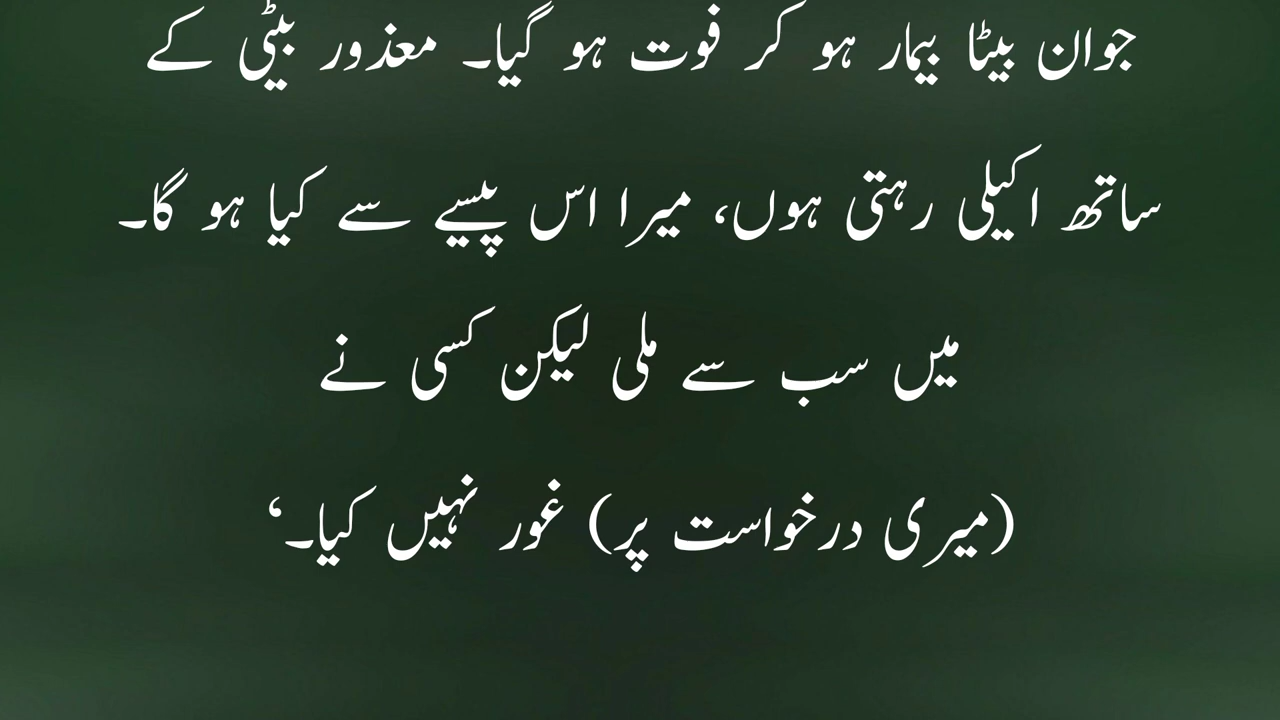 جوان بیٹا بیمار ہو کر فوت ہو گیا۔ معذور بیٹی کے
ساتھ اکیلی رہتی ہوں، میرا اس پیسے سے کیا ہو گا۔
میں سب سے ملی لیکن کسی نے
(میری درخواست پر) غور نہیں کیا۔‘